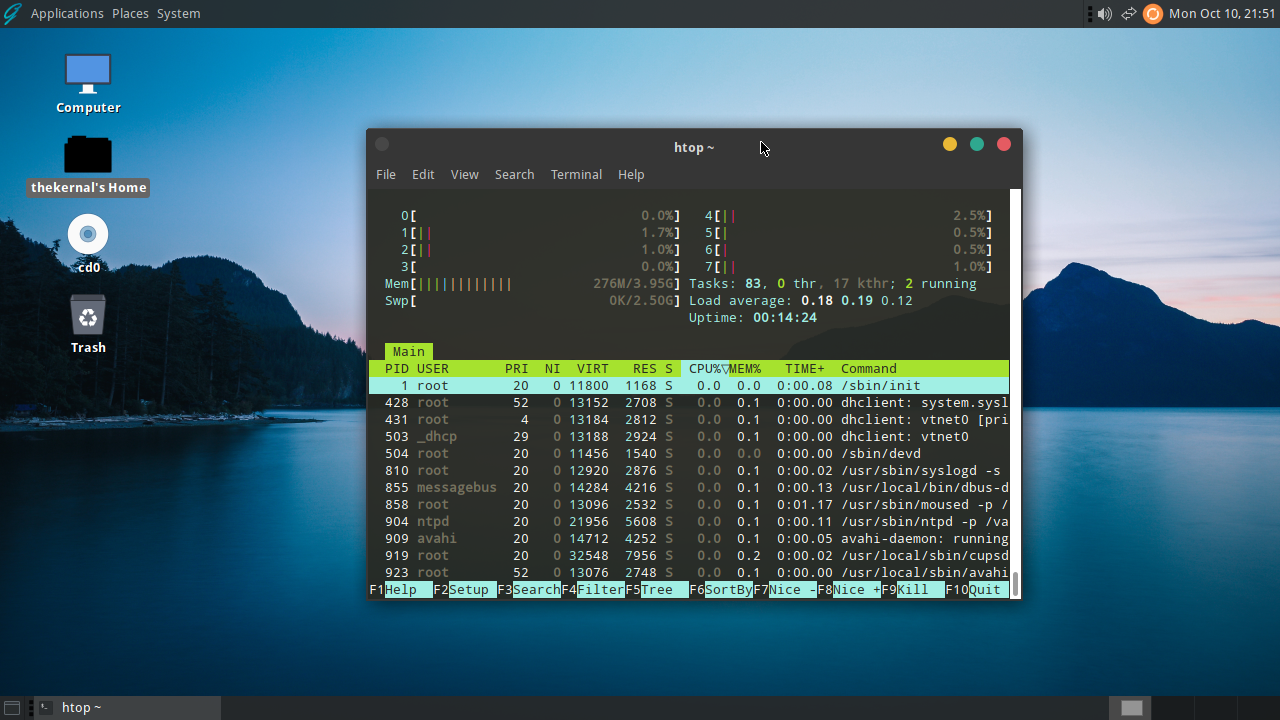 Applications Places System
Mon Oct 10, 21:51
Computer
thekernal's Home
cd0
Trash
htop ~
File Edit View Search Terminal Help
0[ 0.0%] 4[|| 2.5%]
1[|| 1.7%] 5[| 0.5%]
2[|| 1.0%] 6[| 0.5%]
3[ 0.0%] 7[|| 1.0%]
Mem[|||||||||||| 276M/3.95G] Tasks: 83, 0 thr, 17 kthr; 2 running
Swp[ 0K/2.50G] Load average: 0.18 0.19 0.12
Uptime: 00:14:24
Main
PID USER PRI NI VIRT RES S CPU%▽MEM% TIME+ Command
1 root 20 0 11800 1168 S 0.0 0.0 0:00.08 /sbin/init
428 root 52 0 13152 2708 S 0.0 0.1 0:00.00 dhclient: system.sysl
431 root 4 0 13184 2812 S 0.0 0.1 0:00.00 dhclient: vtnet0 [pri
503 _dhcp 29 0 13188 2924 S 0.0 0.1 0:00.00 dhclient: vtnet0
504 root 20 0 11456 1540 S 0.0 0.0 0:00.00 /sbin/devd
810 root 20 0 12920 2876 S 0.0 0.1 0:00.02 /usr/sbin/syslogd -s
855 messagebus 20 0 14284 4216 S 0.0 0.1 0:00.13 /usr/local/bin/dbus-d
858 root 20 0 13096 2532 S 0.0 0.1 0:01.17 /usr/sbin/moused -p /
904 ntpd 20 0 21956 5608 S 0.0 0.1 0:00.11 /usr/sbin/ntpd -p /va
909 avahi 20 0 14712 4252 S 0.0 0.1 0:00.05 avahi-daemon: running
919 root 20 0 32548 7956 S 0.0 0.2 0:00.02 /usr/local/sbin/cupsd
923 root 52 0 13076 2748 S 0.0 0.1 0:00.00 /usr/local/sbin/avahi
F1Help F2Setup F3SearchF4FilterF5Tree F6SortByF7Nice -F8Nice +F9Kill F10Quit
htop ~